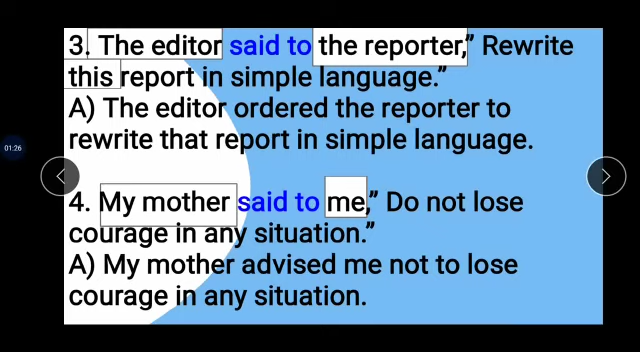 3. The editor said to the reporter,” Rewrite
this report in simple language.”
A) The editor ordered the reporter to
rewrite that report in simple language.
01:26
4. My mother said to me,” Do not lose
courage in any situation.”
A) My mother advised me not to lose
courage in any situation.